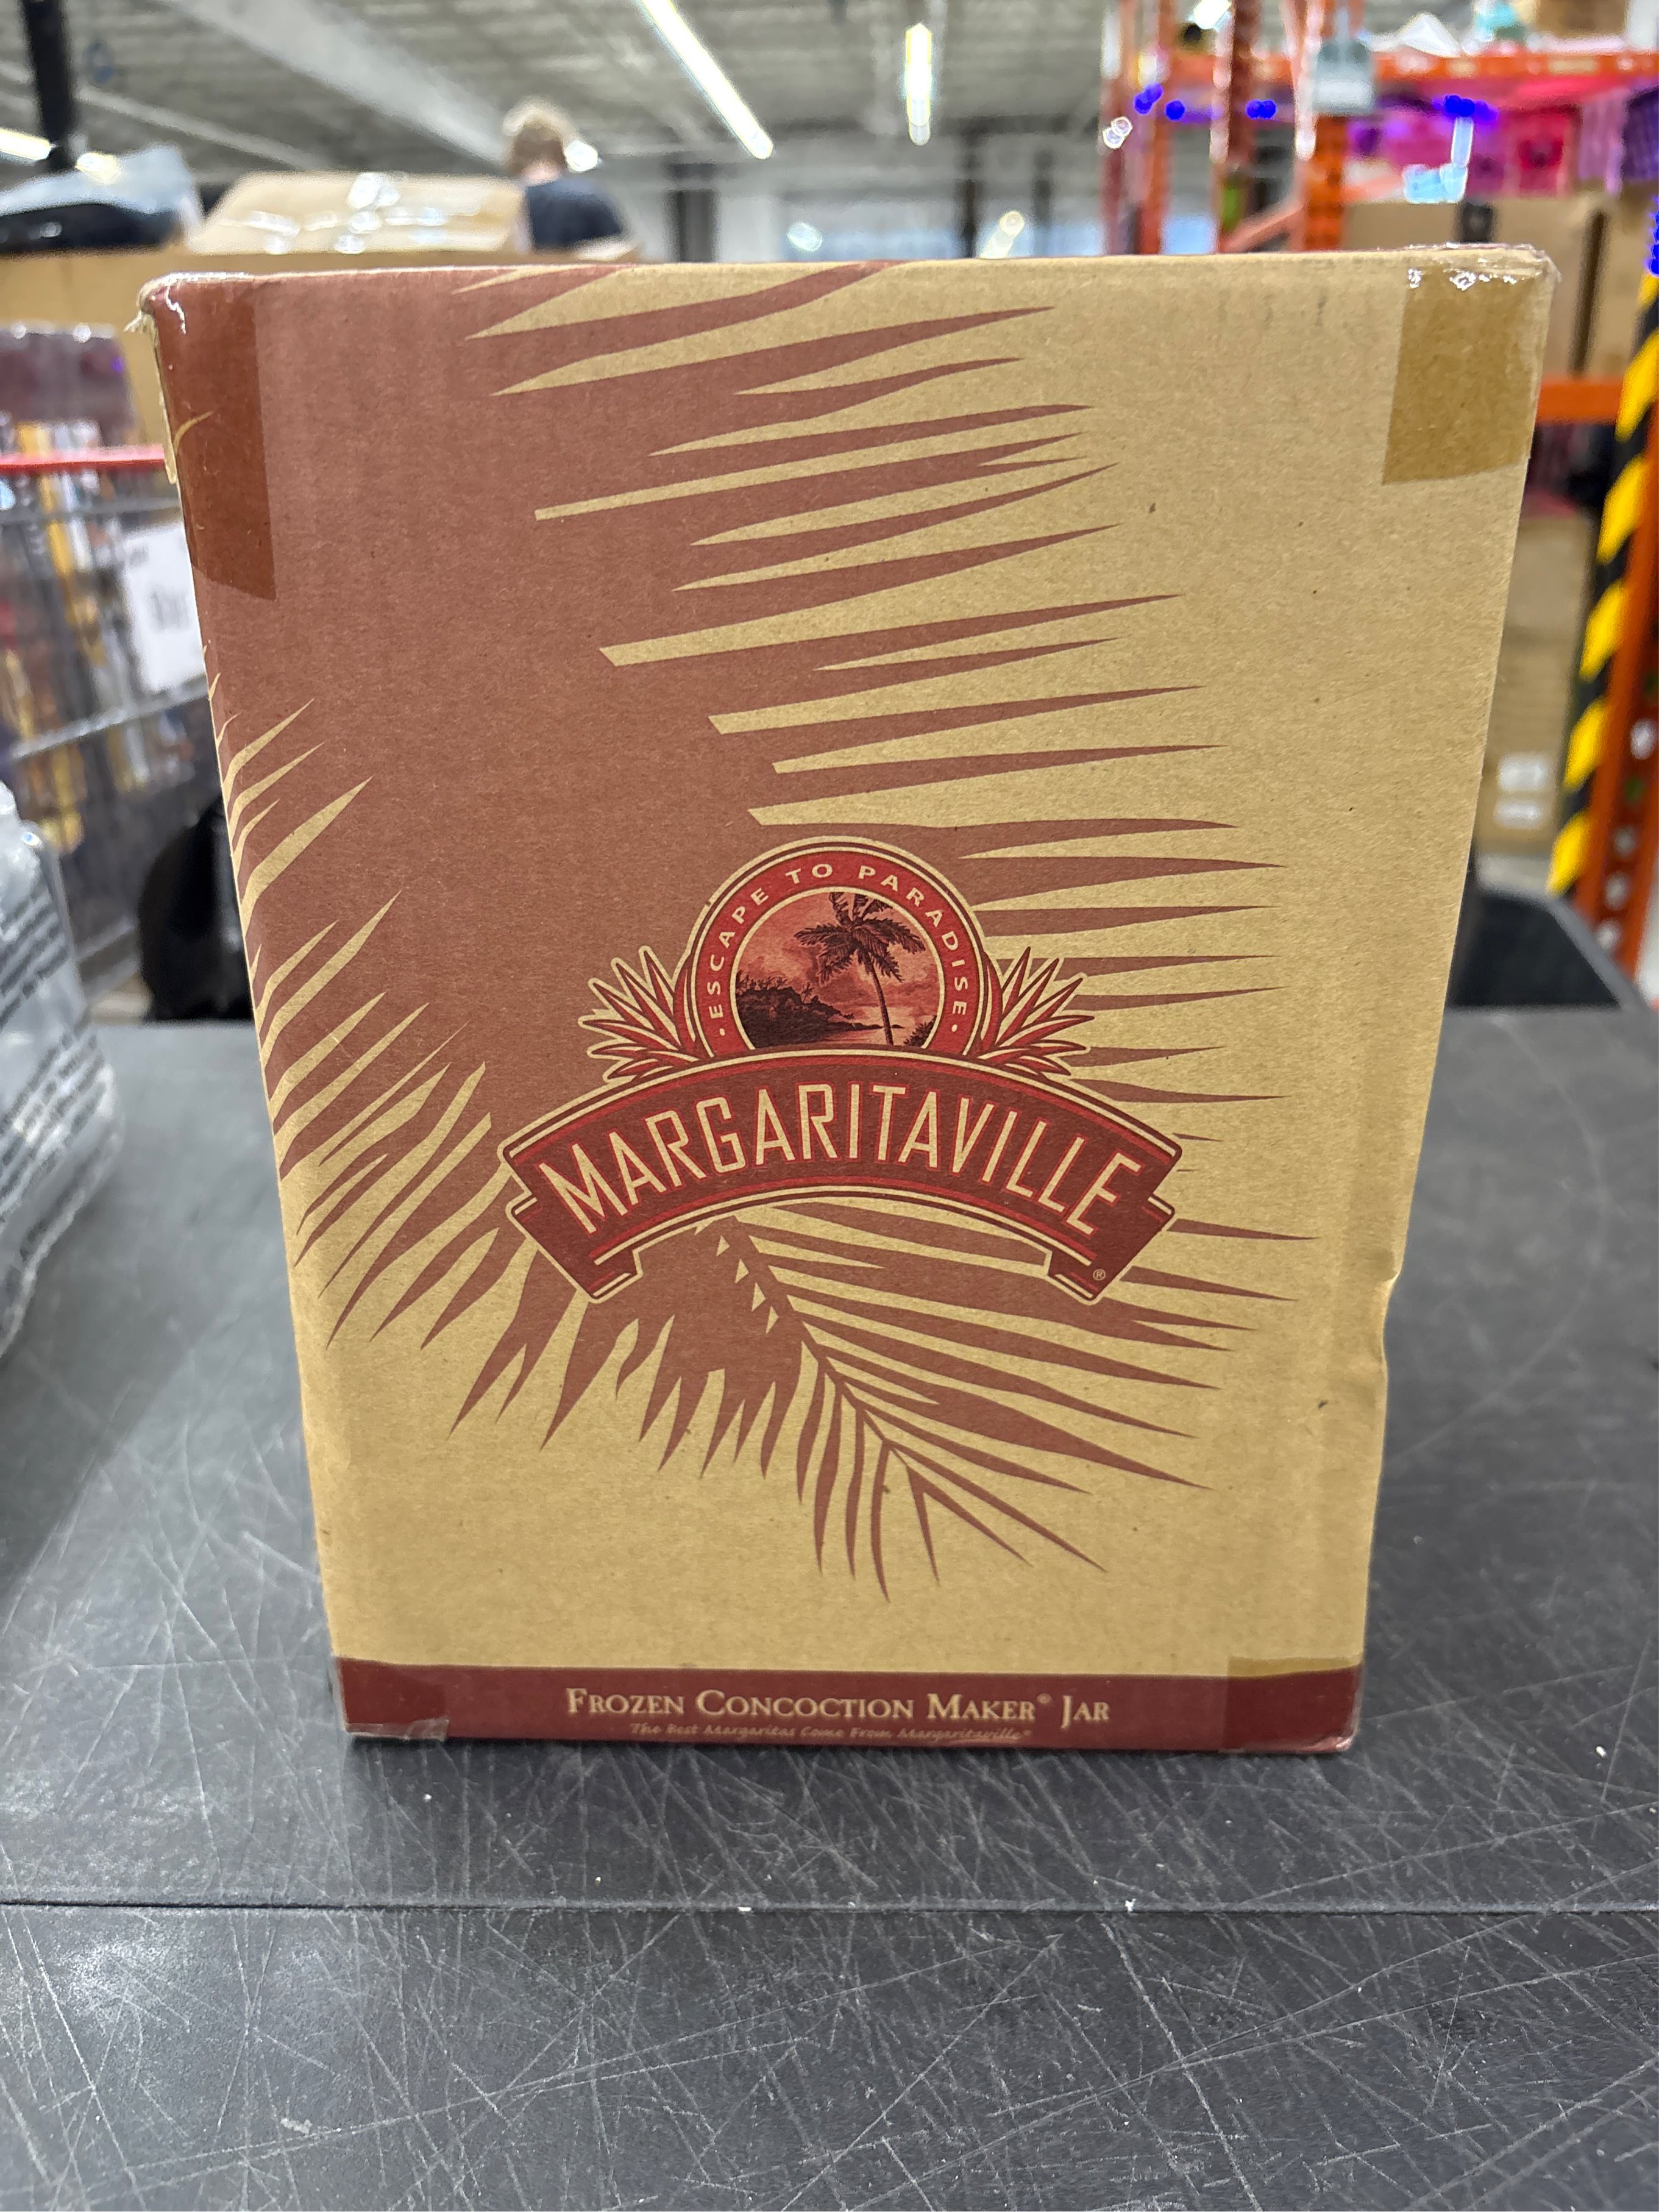 • ESCAPE TO PARADISE •
MARGARITAVILLE®
FROZEN CONCOCTION MAKER® JAR
The Best Margaritas Come From Margaritaville®